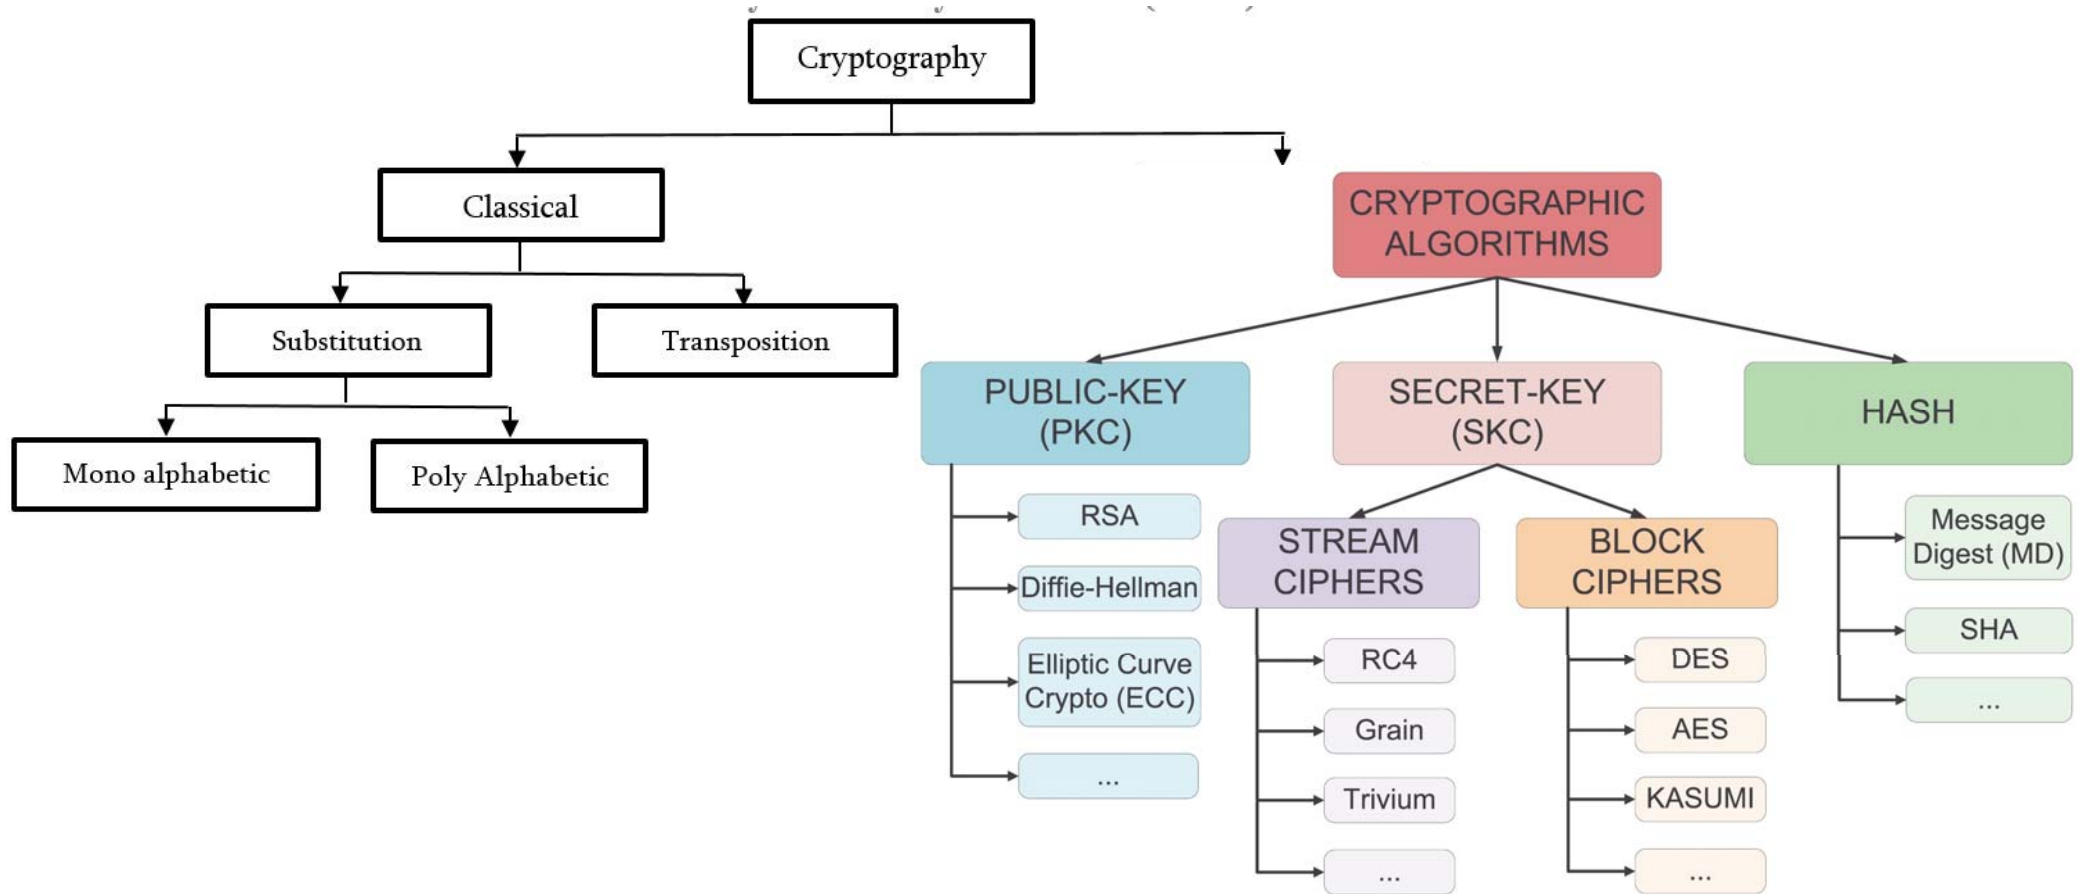 Cryptography
Classical
Substitution
Transposition
Mono alphabetic
Poly Alphabetic
CRYPTOGRAPHIC
ALGORITHMS
PUBLIC-KEY
(PKC)
RSA
Diffie-Hellman
Elliptic Curve
Crypto (ECC)
...
SECRET-KEY
(SKC)
STREAM
CIPHERS
RC4
Grain
Trivium
...
BLOCK
CIPHERS
DES
AES
KASUMI
...
HASH
Message
Digest (MD)
SHA
...